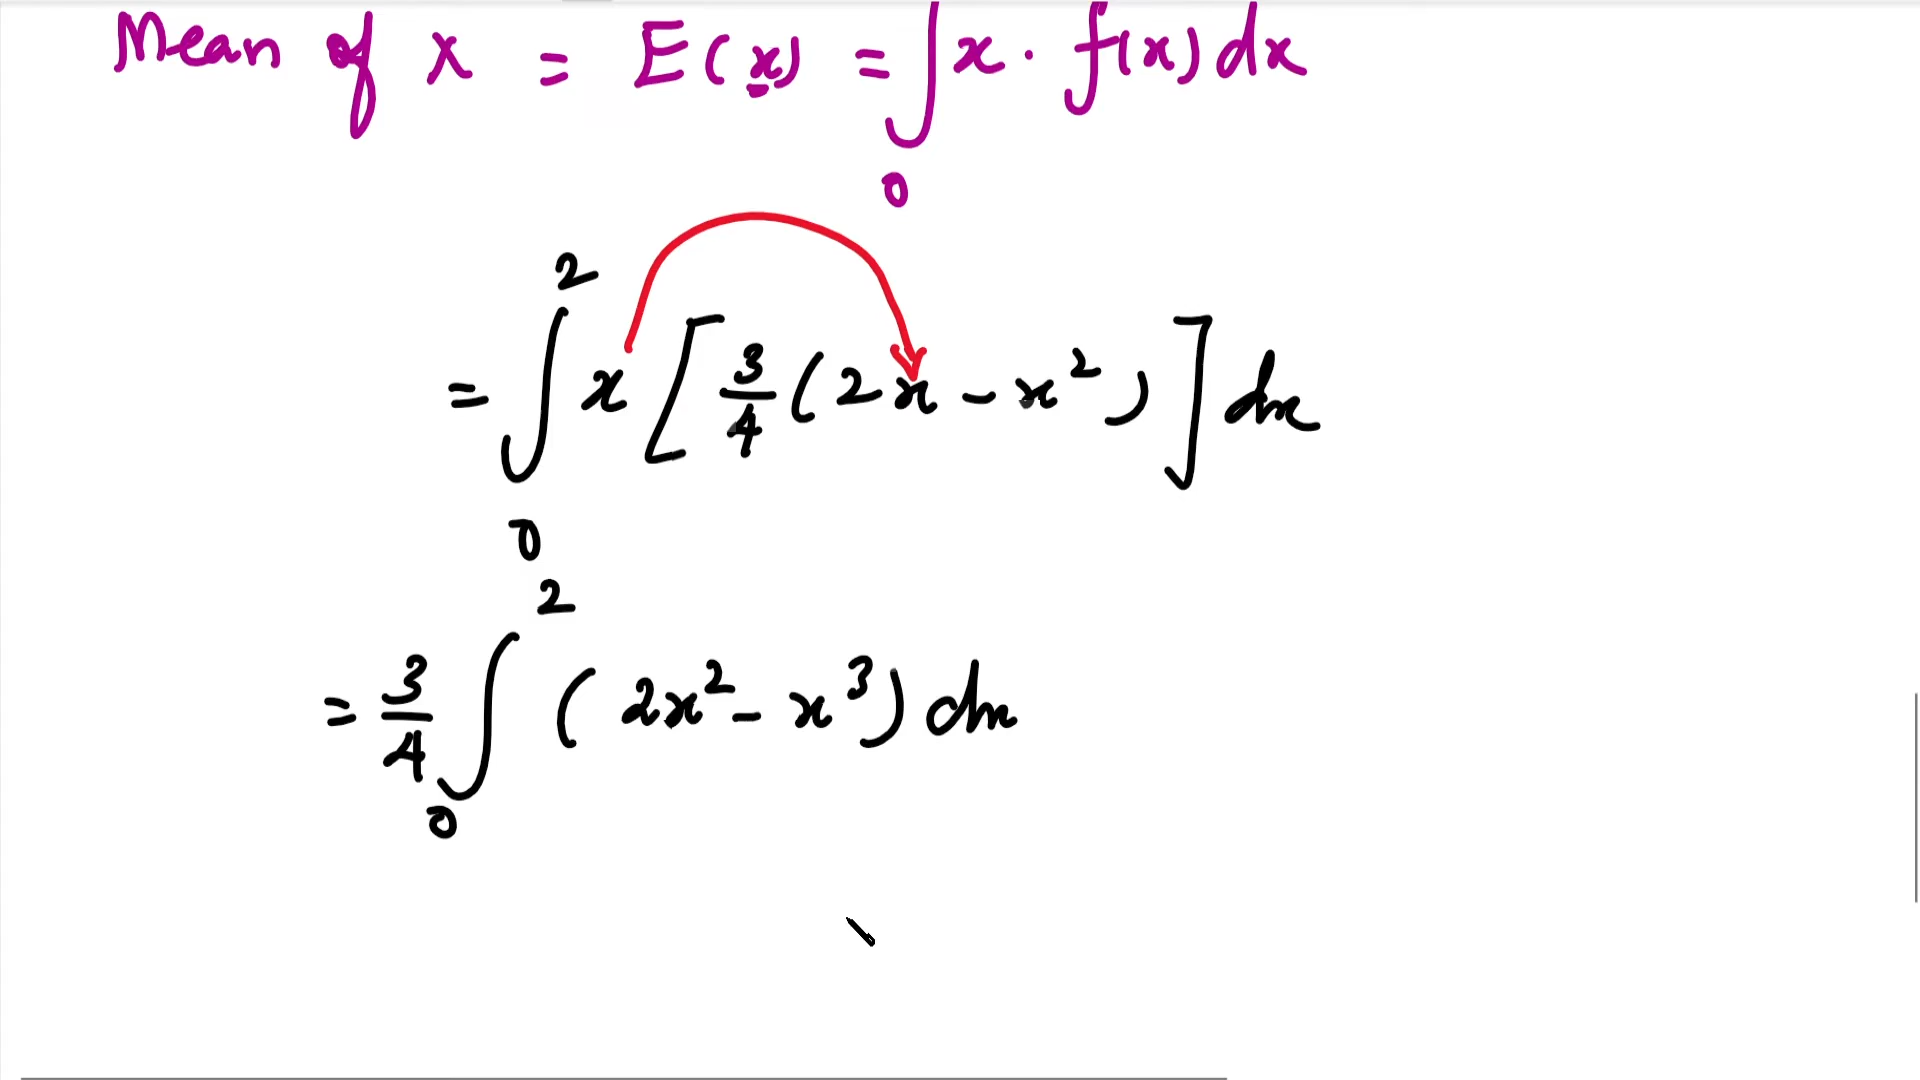 Mean of X = E(x) = ∫₀ x · f(x) dx
= ∫₀² x [ 3/4 (2x − x²) ] dx
= 3/4 ∫₀² (2x² − x³) dx